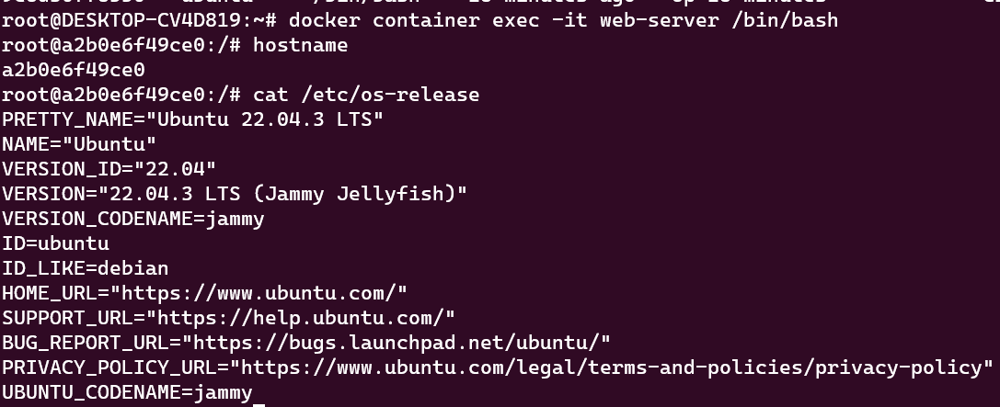 root@DESKTOP-CV4D819:~# docker container exec -it web-server /bin/bash
root@a2b0e6f49ce0:/# hostname
a2b0e6f49ce0
root@a2b0e6f49ce0:/# cat /etc/os-release
PRETTY_NAME="Ubuntu 22.04.3 LTS"
NAME="Ubuntu"
VERSION_ID="22.04"
VERSION="22.04.3 LTS (Jammy Jellyfish)"
VERSION_CODENAME=jammy
ID=ubuntu
ID_LIKE=debian
HOME_URL="https://www.ubuntu.com/"
SUPPORT_URL="https://help.ubuntu.com/"
BUG_REPORT_URL="https://bugs.launchpad.net/ubuntu/"
PRIVACY_POLICY_URL="https://www.ubuntu.com/legal/terms-and-policies/privacy-policy"
UBUNTU_CODENAME=jammy